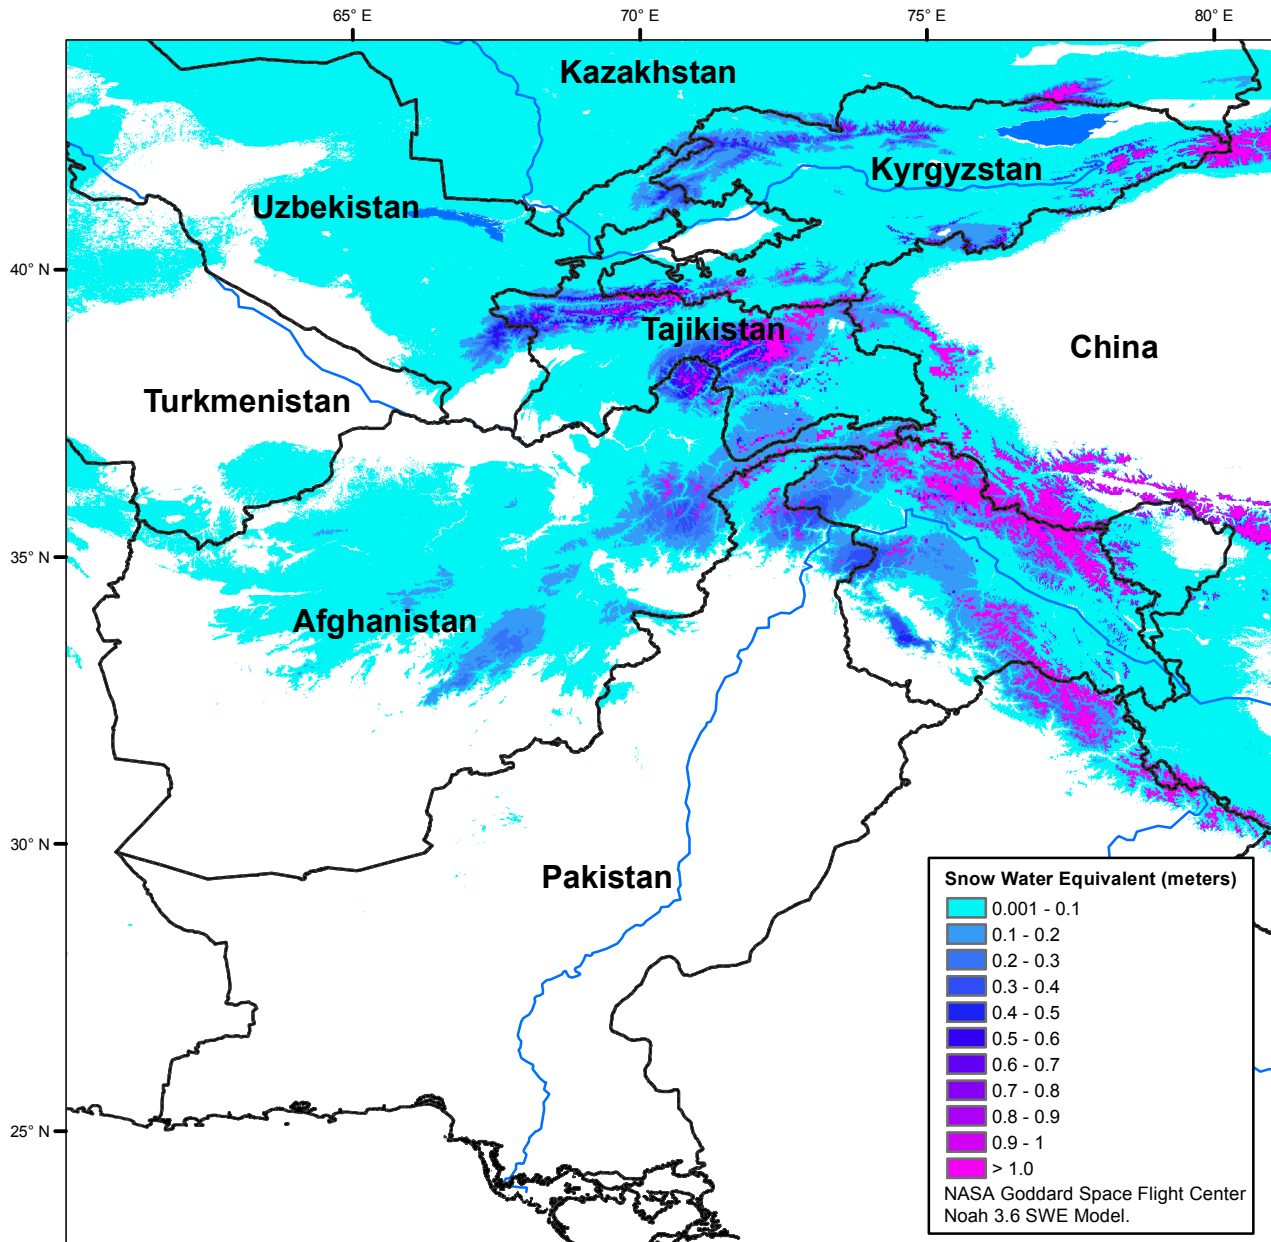 65° E
70° E
75° E
80° E
Kazakhstan
Kyrgyzstan
Uzbekistan
40° N
Tajikistan
China
Turkmenistan
35° N
Afghanistan
30° N
Pakistan
25° N
Snow Water Equivalent (meters)
0.001 - 0.1
0.1 - 0.2
0.2 - 0.3
0.3 - 0.4
0.4 - 0.5
0.5 - 0.6
0.6 - 0.7
0.7 - 0.8
0.8 - 0.9
0.9 - 1
> 1.0
NASA Goddard Space Flight Center
Noah 3.6 SWE Model.